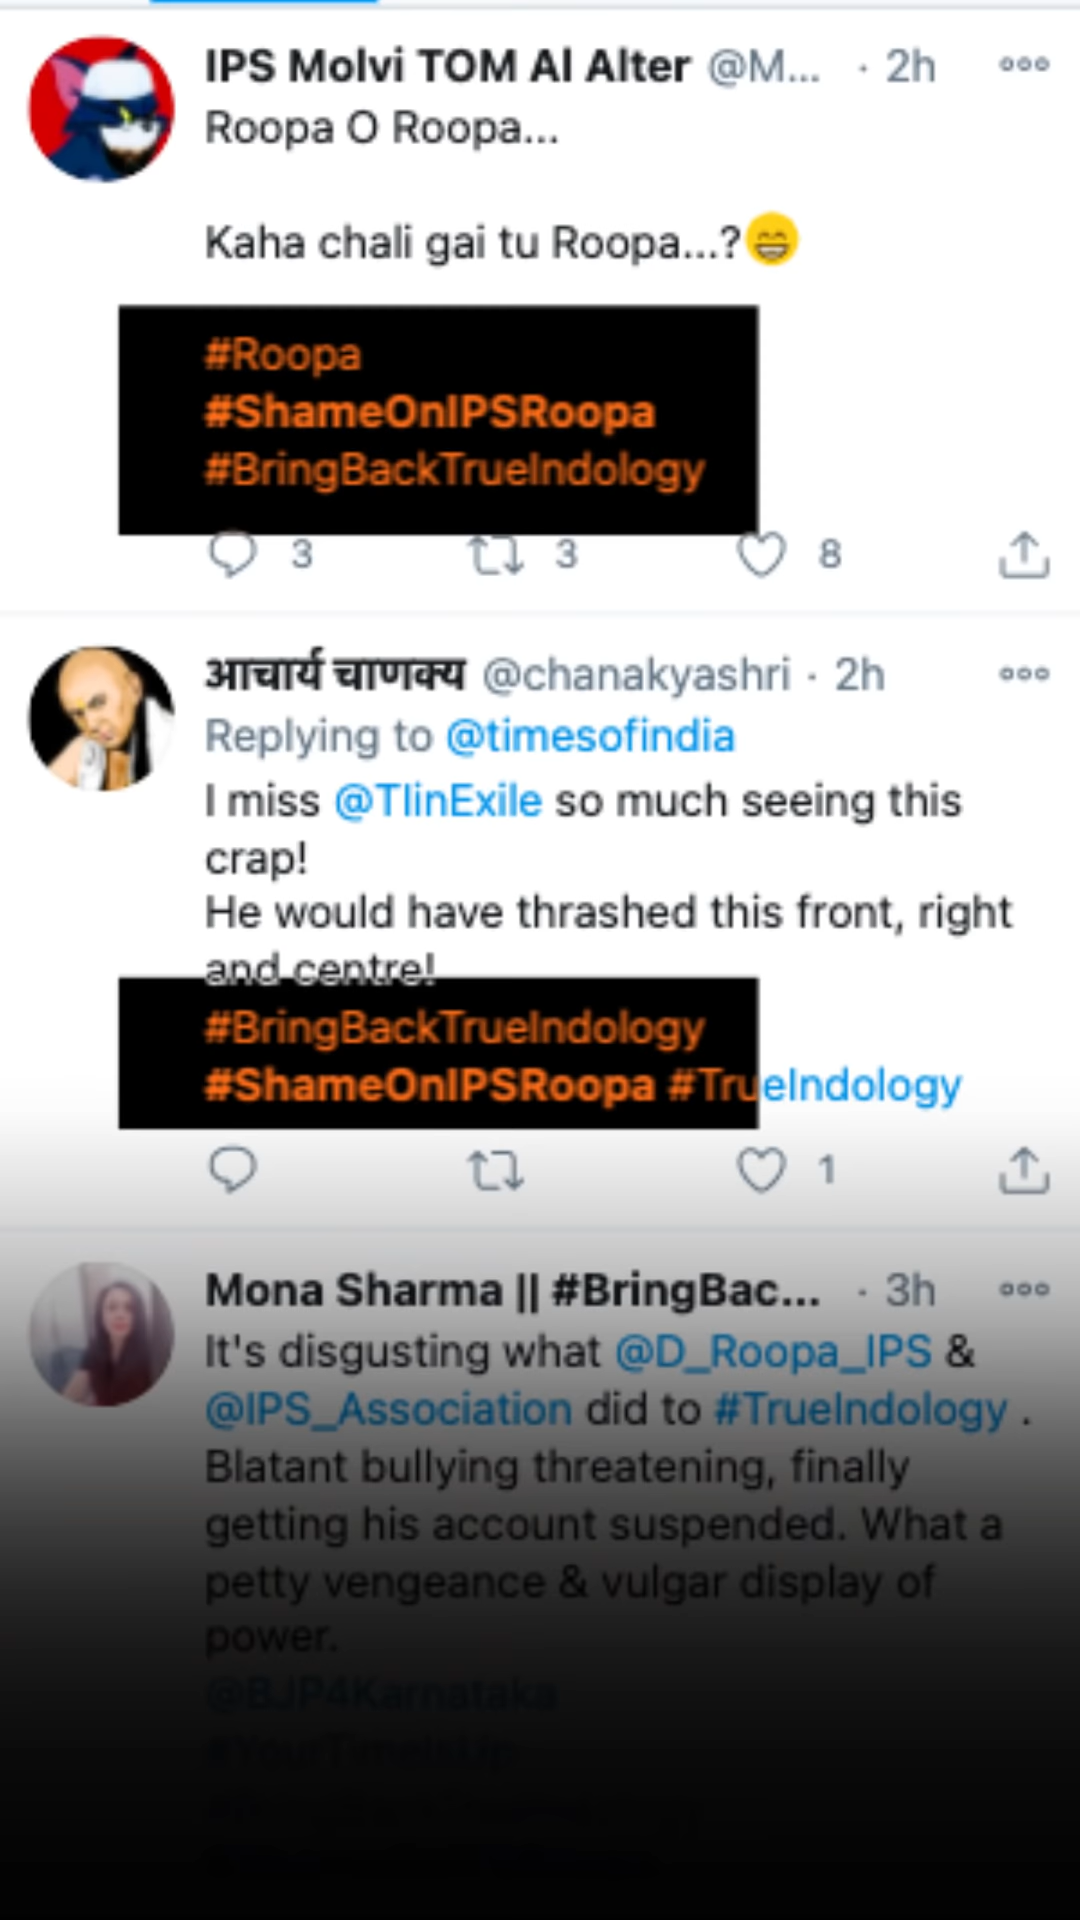 IPS Molvi TOM Al Alter @M... · 2h
Roopa O Roopa...
Kaha chali gai tu Roopa...?😁
#Roopa
#ShameOnIPSRoopa
#BringBackTrueIndology
3 3 8
आचार्य चाणक्य @chanakyashri · 2h
Replying to @timesofindia
I miss @TIinExile so much seeing this
crap!
He would have thrashed this front, right
and centre!
#BringBackTrueIndology
#ShameOnIPSRoopa #TrueIndology
1
Mona Sharma || #BringBac... · 3h
It's disgusting what @D_Roopa_IPS &
@IPS_Association did to #TrueIndology .
Blatant bullying threatening, finally
getting his account suspended. What a
petty vengeance & vulgar display of
power.
@BJP4Karnataka
#YourTimeIsUp